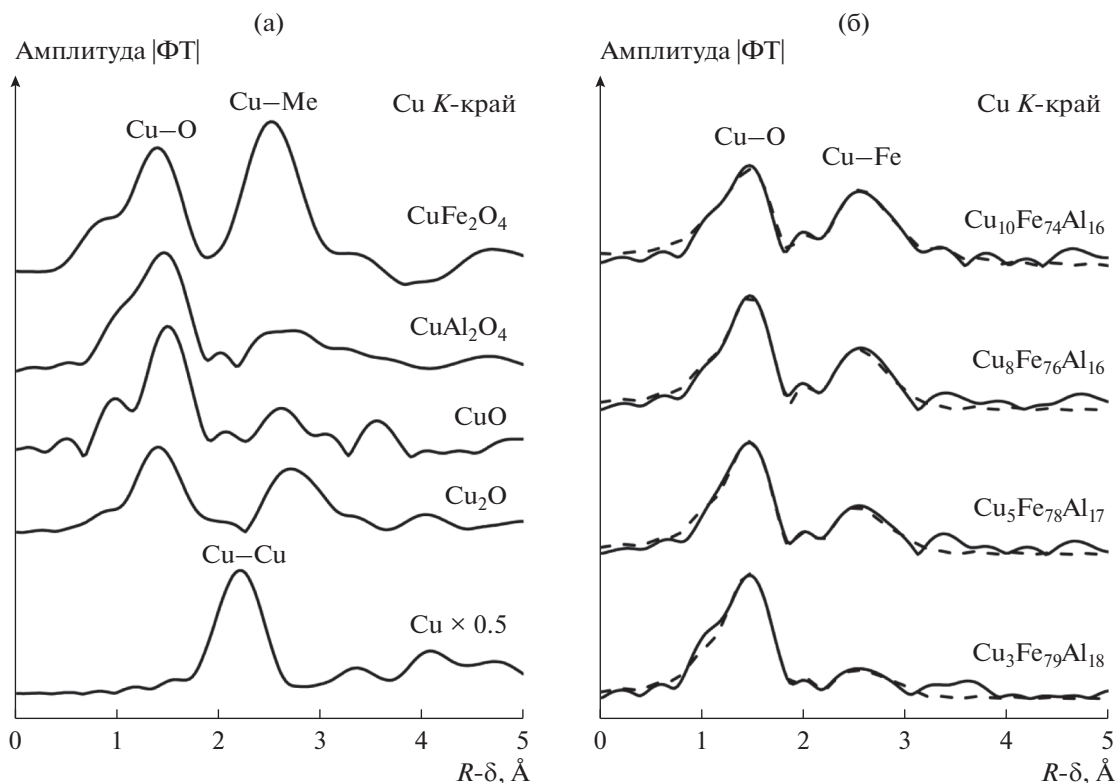 (а)
Амплитуда |ФТ|
Cu K-край
Cu–Me
Cu–O
CuFe₂O₄
CuAl₂O₄
CuO
Cu₂O
Cu–Cu
Cu × 0.5
0 1 2 3 4 5
R-δ, Å
(б)
Амплитуда |ФТ|
Cu K-край
Cu–O
Cu–Fe
Cu₁₀Fe₇₄Al₁₆
Cu₈Fe₇₆Al₁₆
Cu₅Fe₇₈Al₁₇
Cu₃Fe₇₉Al₁₈
0 1 2 3 4 5
R-δ, Å